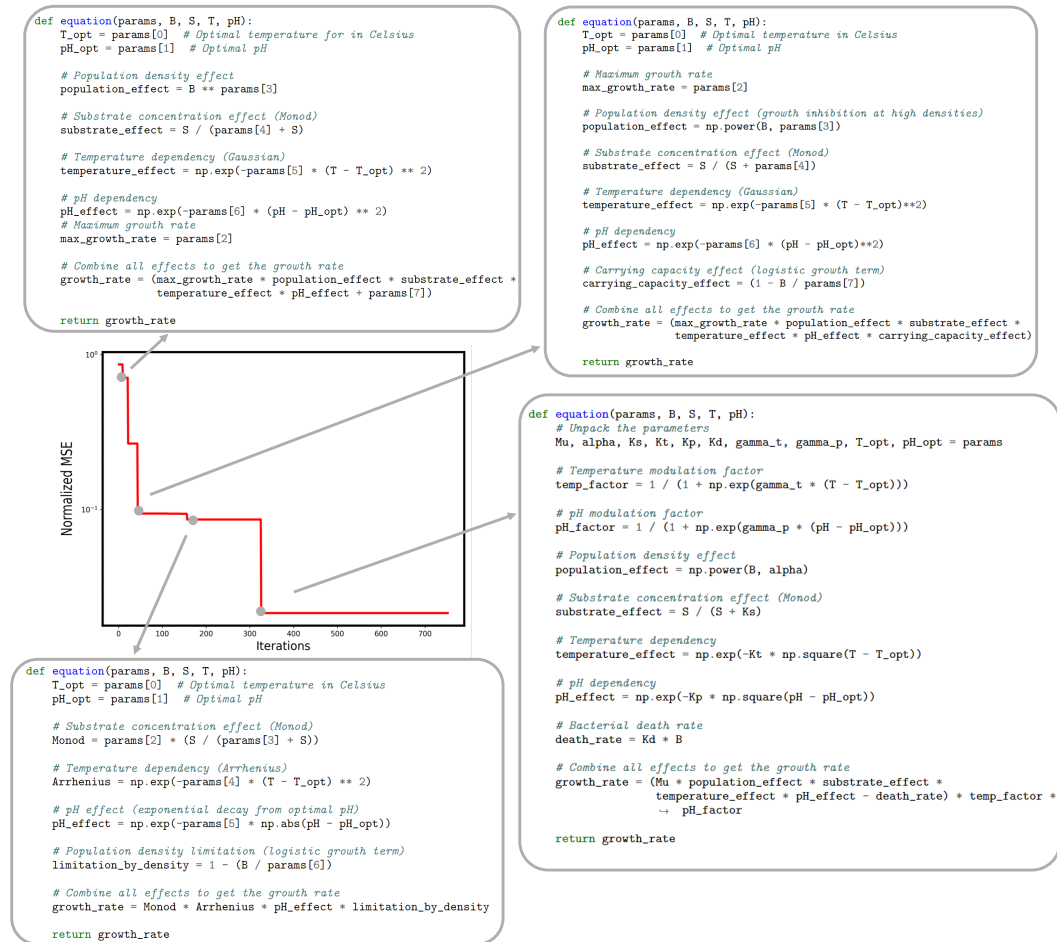 def equation(params, B, S, T, pH):
    T_opt = params[0]  # Optimal temperature for in Celsius
    pH_opt = params[1]  # Optimal pH

    # Population density effect
    population_effect = B ** params[3]

    # Substrate concentration effect (Monod)
    substrate_effect = S / (params[4] + S)

    # Temperature dependency (Gaussian)
    temperature_effect = np.exp(-params[5] * (T - T_opt) ** 2)

    # pH dependency
    pH_effect = np.exp(-params[6] * (pH - pH_opt) ** 2)
    # Maximum growth rate
    max_growth_rate = params[2]

    # Combine all effects to get the growth rate
    growth_rate = (max_growth_rate * population_effect * substrate_effect *
                   temperature_effect * pH_effect + params[7])

    return growth_rate

def equation(params, B, S, T, pH):
    T_opt = params[0]  # Optimal temperature in Celsius
    pH_opt = params[1]  # Optimal pH

    # Maximum growth rate
    max_growth_rate = params[2]

    # Population density effect (growth inhibition at high densities)
    population_effect = np.power(B, params[3])

    # Substrate concentration effect (Monod)
    substrate_effect = S / (S + params[4])

    # Temperature dependency (Gaussian)
    temperature_effect = np.exp(-params[5] * (T - T_opt)**2)

    # pH dependency
    pH_effect = np.exp(-params[6] * (pH - pH_opt)**2)

    # Carrying capacity effect (logistic growth term)
    carrying_capacity_effect = (1 - B / params[7])

    # Combine all effects to get the growth rate
    growth_rate = (max_growth_rate * population_effect * substrate_effect *
                   temperature_effect * pH_effect * carrying_capacity_effect)

    return growth_rate

10⁰
10⁻¹
Normalized MSE
0 100 200 300 400 500 600 700
Iterations

def equation(params, B, S, T, pH):
    # Unpack the parameters
    Mu, alpha, Ks, Kt, Kp, Kd, gamma_t, gamma_p, T_opt, pH_opt = params

    # Temperature modulation factor
    temp_factor = 1 / (1 + np.exp(gamma_t * (T - T_opt)))

    # pH modulation factor
    pH_factor = 1 / (1 + np.exp(gamma_p * (pH - pH_opt)))

    # Population density effect
    population_effect = np.power(B, alpha)

    # Substrate concentration effect (Monod)
    substrate_effect = S / (S + Ks)

    # Temperature dependency
    temperature_effect = np.exp(-Kt * np.square(T - T_opt))

    # pH dependency
    pH_effect = np.exp(-Kp * np.square(pH - pH_opt))

    # Bacterial death rate
    death_rate = Kd * B

    # Combine all effects to get the growth rate
    growth_rate = (Mu * population_effect * substrate_effect *
                   temperature_effect * pH_effect - death_rate) * temp_factor *
                   ↪ pH_factor

    return growth_rate

def equation(params, B, S, T, pH):
    T_opt = params[0]  # Optimal temperature in Celsius
    pH_opt = params[1]  # Optimal pH

    # Substrate concentration effect (Monod)
    Monod = params[2] * (S / (params[3] + S))

    # Temperature dependency (Arrhenius)
    Arrhenius = np.exp(-params[4] * (T - T_opt) ** 2)

    # pH effect (exponential decay from optimal pH)
    pH_effect = np.exp(-params[5] * np.abs(pH - pH_opt))

    # Population density limitation (logistic growth term)
    limitation_by_density = 1 - (B / params[6])

    # Combine all effects to get the growth rate
    growth_rate = Monod * Arrhenius * pH_effect * limitation_by_density

    return growth_rate